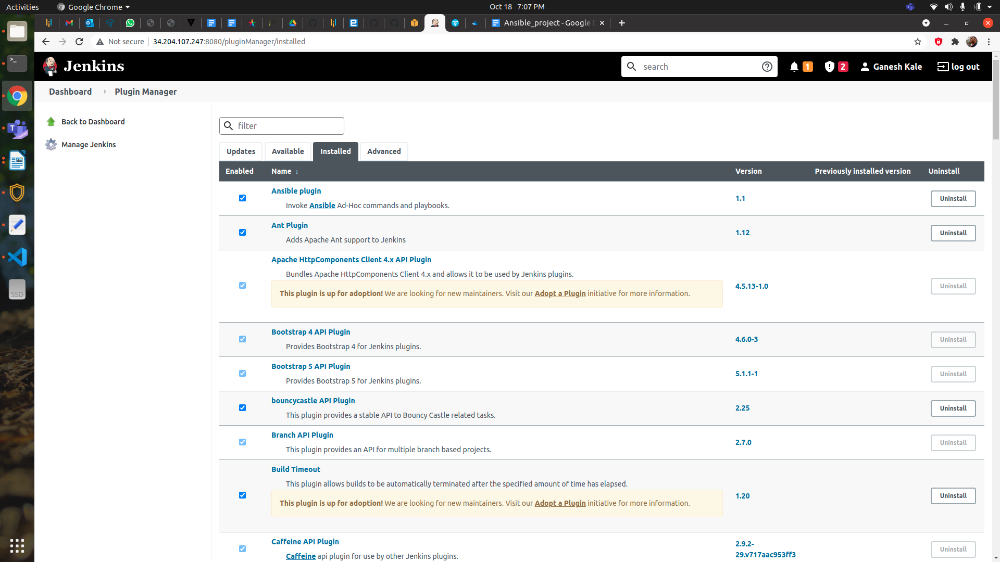 Activities
Google Chrome
Oct 18 7:07 PM
Ansible_project - Google
Not secure
34.204.107.247:8080/pluginManager/installed
Jenkins
search
1
2
Ganesh Kale
log out
Dashboard
Plugin Manager
Back to Dashboard
Manage Jenkins
filter
Updates
Available
Installed
Advanced
Enabled
Name ↓
Version
Previously installed version
Uninstall
Ansible plugin
Invoke Ansible Ad-Hoc commands and playbooks.
1.1
Uninstall
Ant Plugin
Adds Apache Ant support to Jenkins
1.12
Uninstall
Apache HttpComponents Client 4.x API Plugin
Bundles Apache HttpComponents Client 4.x and allows it to be used by Jenkins plugins.
This plugin is up for adoption! We are looking for new maintainers. Visit our Adopt a Plugin initiative for more information.
4.5.13-1.0
Uninstall
Bootstrap 4 API Plugin
Provides Bootstrap 4 for Jenkins plugins.
4.6.0-3
Uninstall
Bootstrap 5 API Plugin
Provides Bootstrap 5 for Jenkins plugins.
5.1.1-1
Uninstall
bouncycastle API Plugin
This plugin provides a stable API to Bouncy Castle related tasks.
2.25
Uninstall
Branch API Plugin
This plugin provides an API for multiple branch based projects.
2.7.0
Uninstall
Build Timeout
This plugin allows builds to be automatically terminated after the specified amount of time has elapsed.
This plugin is up for adoption! We are looking for new maintainers. Visit our Adopt a Plugin initiative for more information.
1.20
Uninstall
Caffeine API Plugin
Caffeine api plugin for use by other Jenkins plugins.
2.9.2-
29.v717aac953ff3
Uninstall
SSD